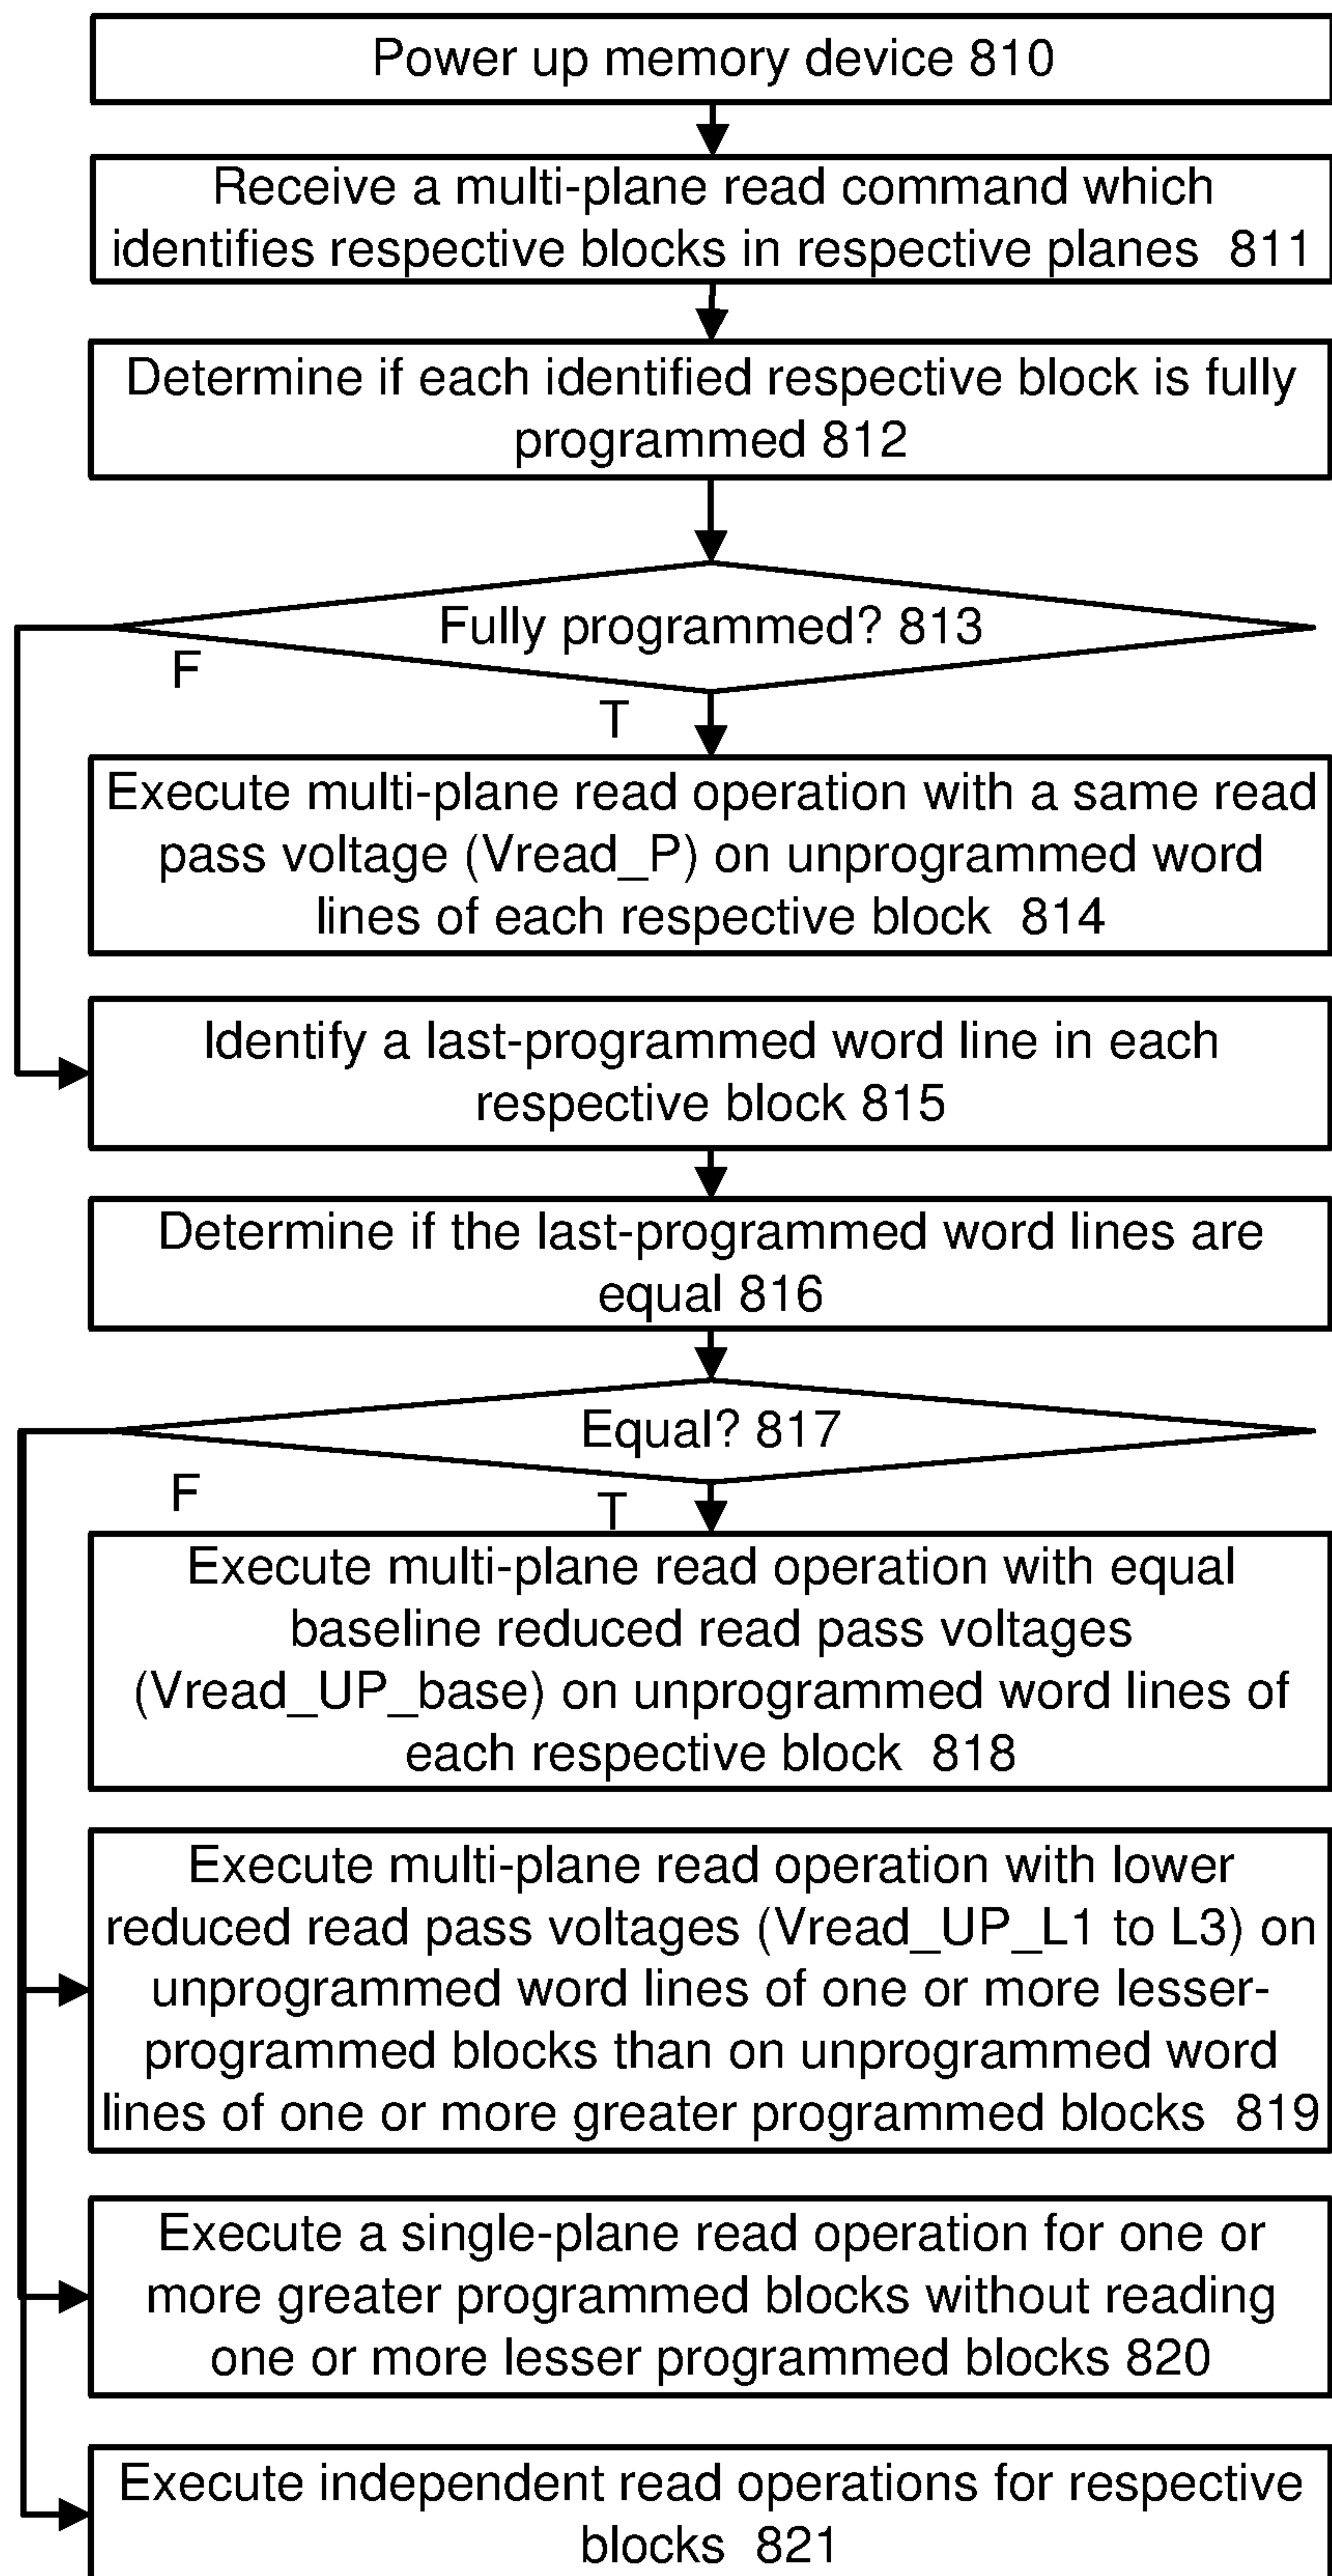 Power up memory device 810
Receive a multi-plane read command which
identifies respective blocks in respective planes 811
Determine if each identified respective block is fully
programmed 812
Fully programmed? 813
F
T
Execute multi-plane read operation with a same read
pass voltage (Vread_P) on unprogrammed word
lines of each respective block 814
Identify a last-programmed word line in each
respective block 815
Determine if the last-programmed word lines are
equal 816
Equal? 817
F
T
Execute multi-plane read operation with equal
baseline reduced read pass voltages
(Vread_UP_base) on unprogrammed word lines of
each respective block 818
Execute multi-plane read operation with lower
reduced read pass voltages (Vread_UP_L1 to L3) on
unprogrammed word lines of one or more lesser-
programmed blocks than on unprogrammed word
lines of one or more greater programmed blocks 819
Execute a single-plane read operation for one or
more greater programmed blocks without reading
one or more lesser programmed blocks 820
Execute independent read operations for respective
blocks 821